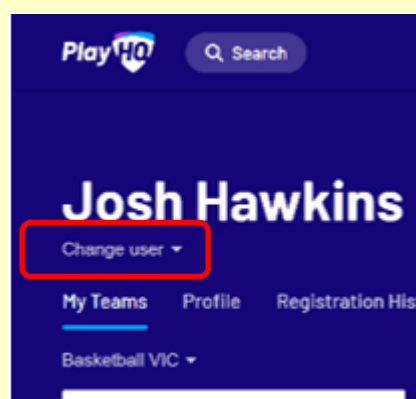 PlayHQ Search
Josh Hawkins
Change user
My Teams Profile Registration His
Basketball VIC